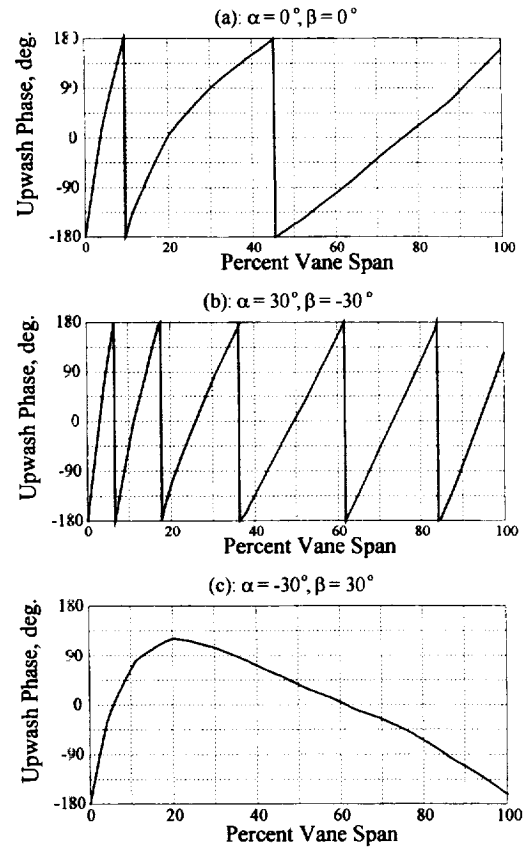 (a): α = 0°, β = 0°
180
90
0
-90
-180
Upwash Phase, deg.
0 20 40 60 80 100
Percent Vane Span
(b): α = 30°, β = -30°
180
90
0
-90
-180
Upwash Phase, deg.
0 20 40 60 80 100
Percent Vane Span
(c): α = -30°, β = 30°
180
90
0
-90
-180
Upwash Phase, deg.
0 20 40 60 80 100
Percent Vane Span